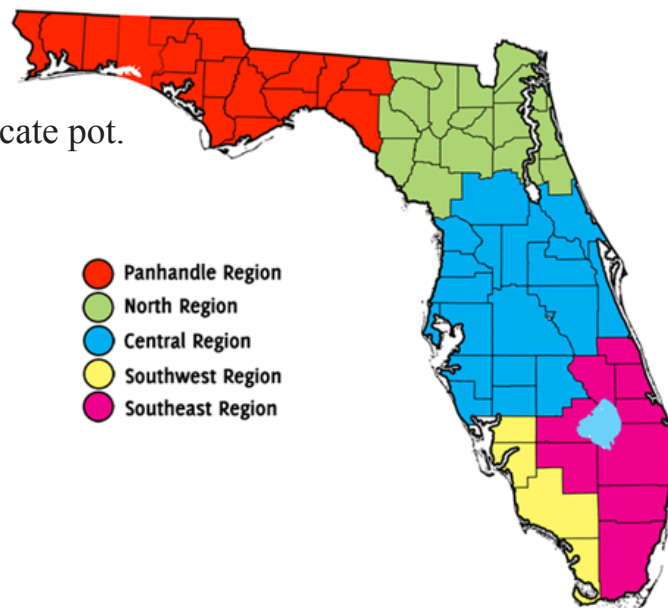 cate pot.
Panhandle Region
North Region
Central Region
Southwest Region
Southeast Region